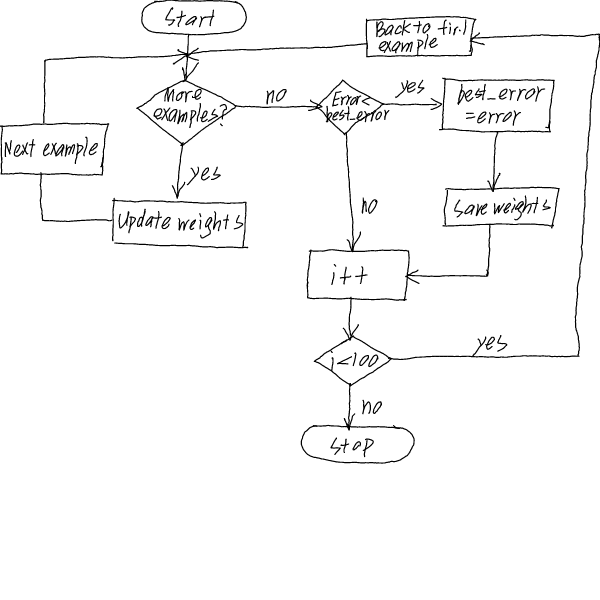 Start
Back to first
example
More
examples?
no
Error<
best_error
yes
best_error
=error
Next example
yes
Update weights
no
Save weights
i++
i<100
yes
no
Stop